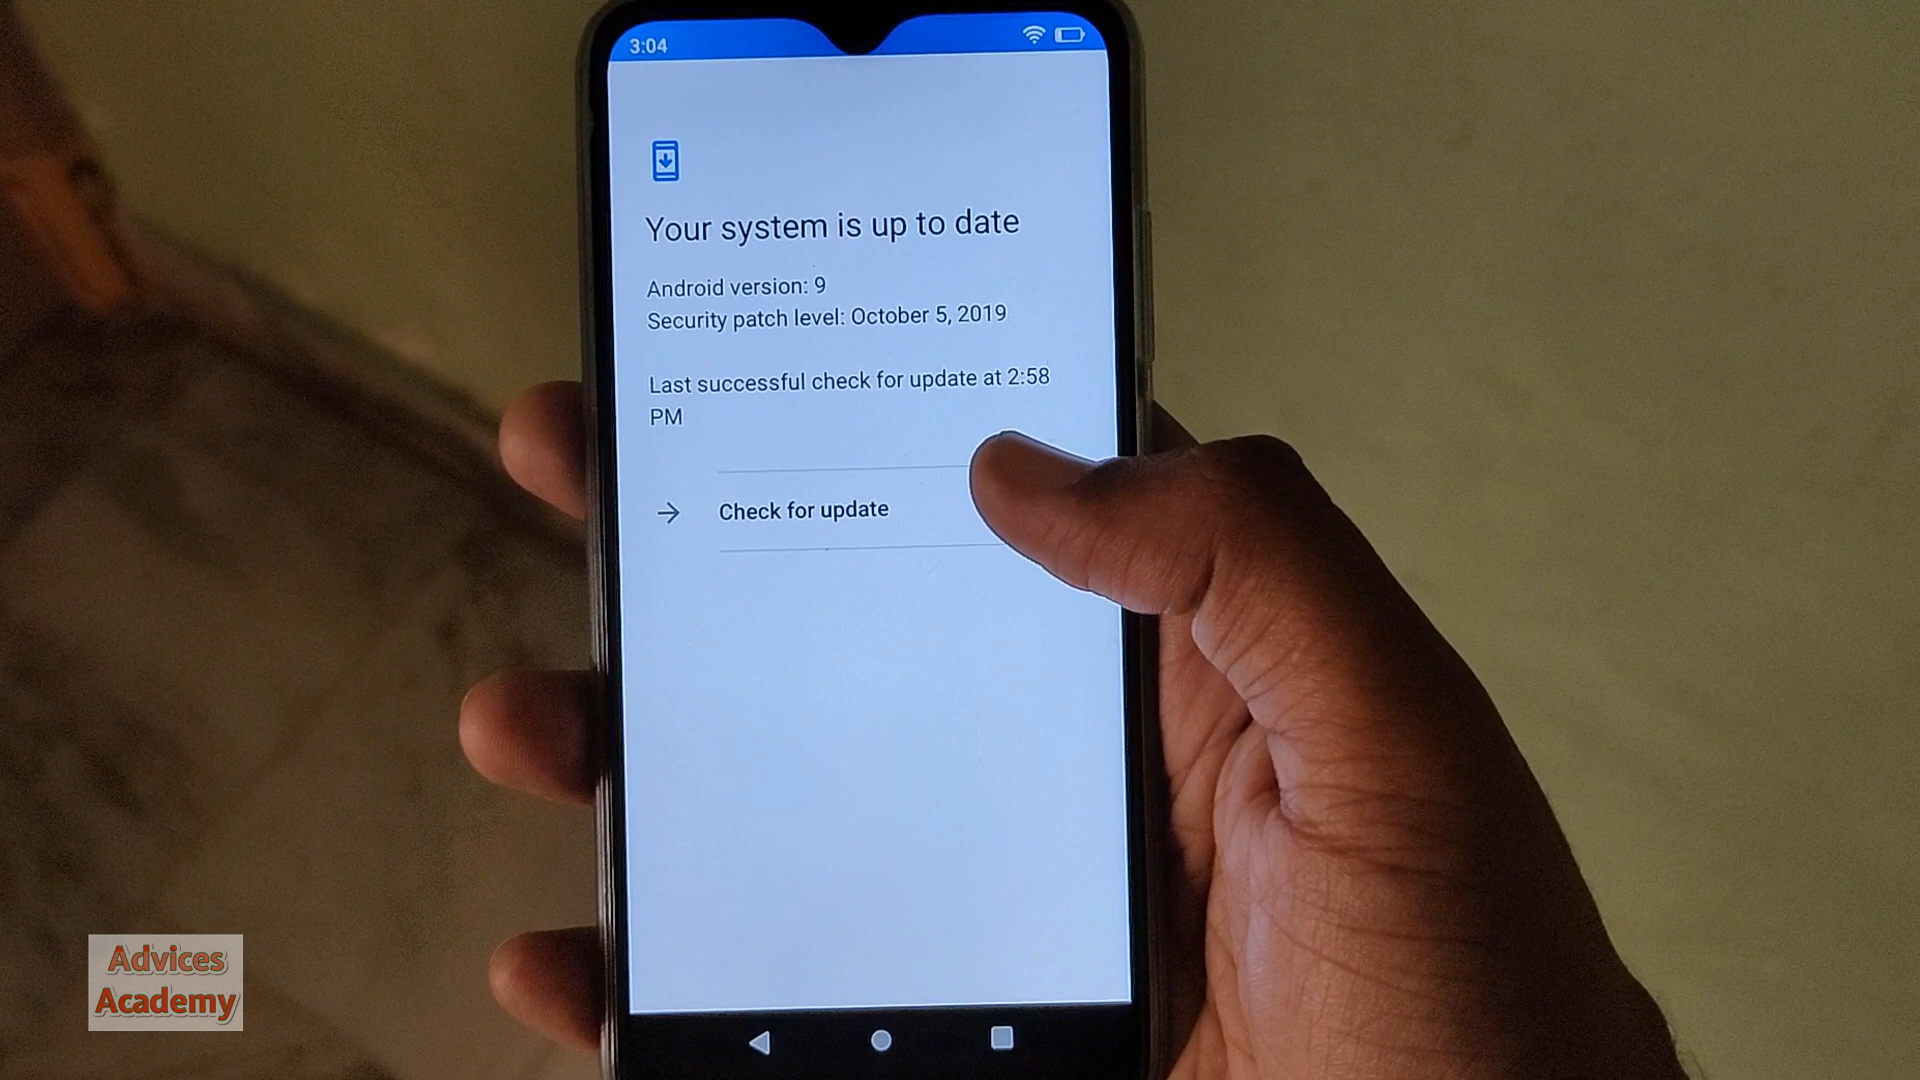 3:04
Your system is up to date
Android version: 9
Security patch level: October 5, 2019
Last successful check for update at 2:58
PM
Check for update
Advices
Academy